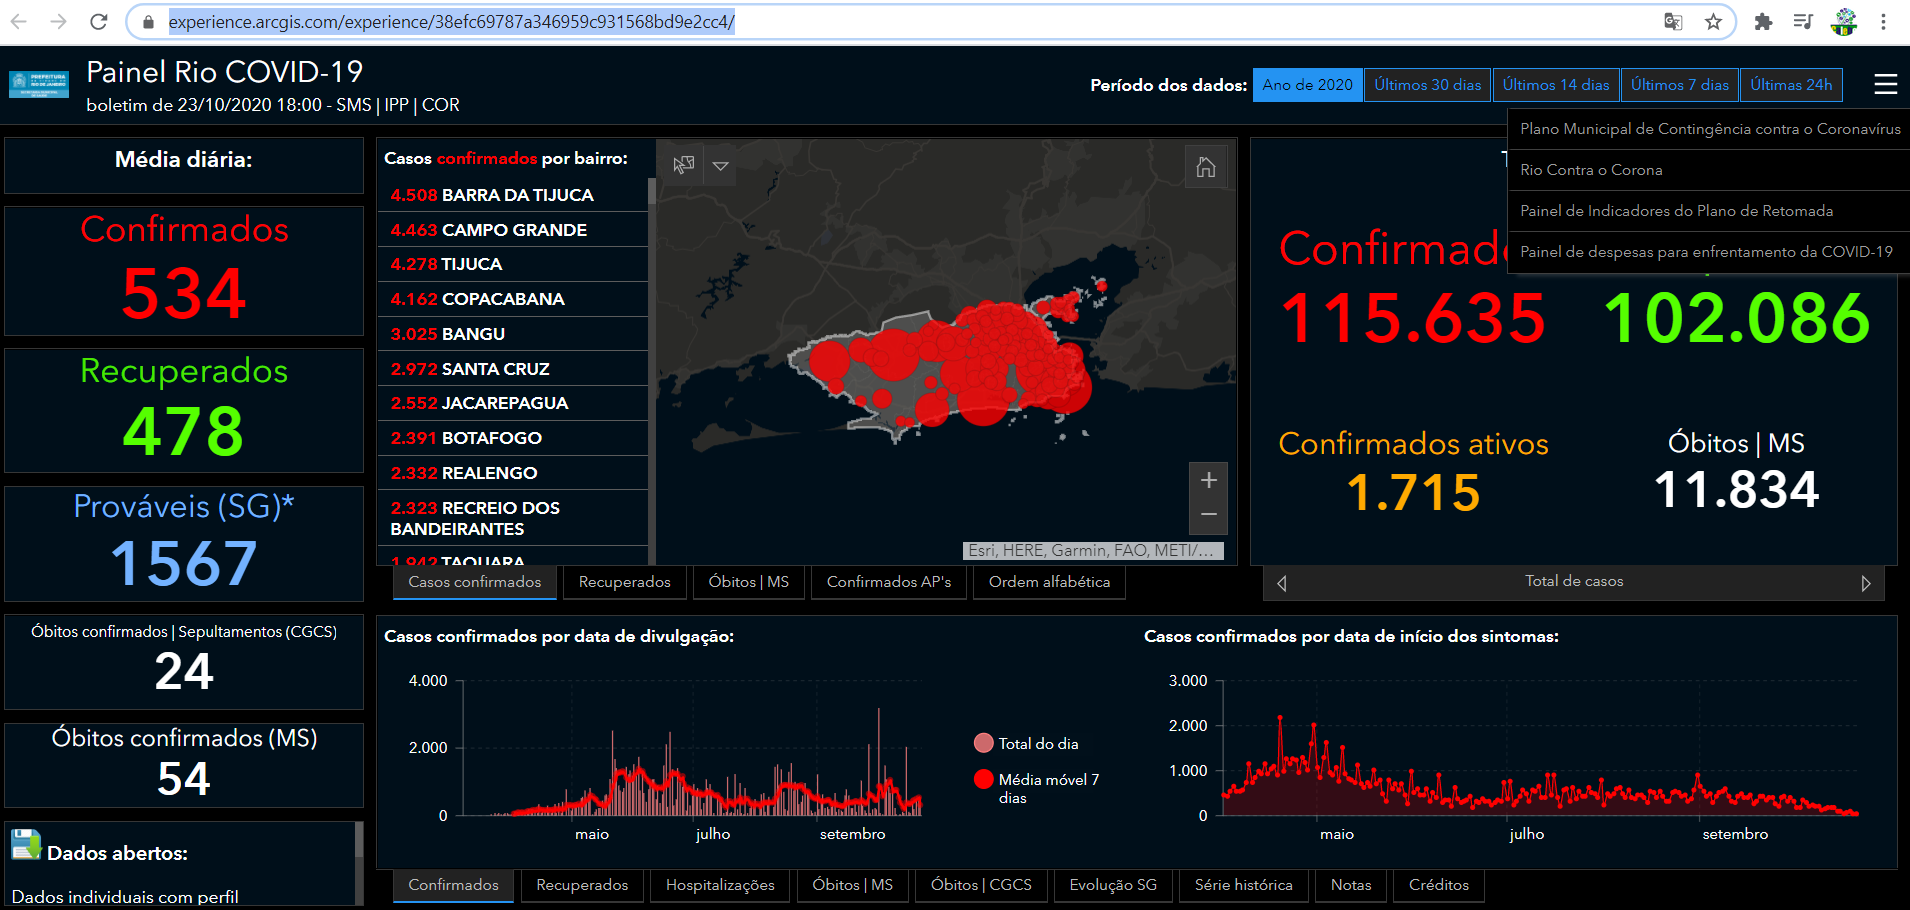 experience.arcgis.com/experience/38efc69787a346959c931568bd9e2cc4/
PREFEITURA
Painel Rio COVID-19
boletim de 23/10/2020 18:00 - SMS | IPP | COR
Período dos dados:
Ano de 2020
Últimos 30 dias
Últimos 14 dias
Últimos 7 dias
Últimas 24h
Plano Municipal de Contingência contra o Coronavírus
Rio Contra o Corona
Painel de Indicadores do Plano de Retomada
Painel de despesas para enfrentamento da COVID-19
Média diária:
Confirmados
534
Recuperados
478
Prováveis (SG)*
1567
Óbitos confirmados | Sepultamentos (CGCS)
24
Óbitos confirmados (MS)
54
Dados abertos:
Dados individuais com perfil
Casos confirmados por bairro:
4.508 BARRA DA TIJUCA
4.463 CAMPO GRANDE
4.278 TIJUCA
4.162 COPACABANA
3.025 BANGU
2.972 SANTA CRUZ
2.552 JACAREPAGUA
2.391 BOTAFOGO
2.332 REALENGO
2.323 RECREIO DOS
BANDEIRANTES
1.942 TAQUARA
Esri, HERE, Garmin, FAO, METI/...
Casos confirmados
Recuperados
Óbitos | MS
Confirmados AP's
Ordem alfabética
Confirmad
115.635
102.086
Confirmados ativos
1.715
Óbitos | MS
11.834
Total de casos
Casos confirmados por data de divulgação:
4.000
2.000
0
maio
julho
setembro
Total do dia
Média móvel 7
dias
Casos confirmados por data de início dos sintomas:
3.000
2.000
1.000
0
maio
julho
setembro
Confirmados
Recuperados
Hospitalizações
Óbitos | MS
Óbitos | CGCS
Evolução SG
Série histórica
Notas
Créditos